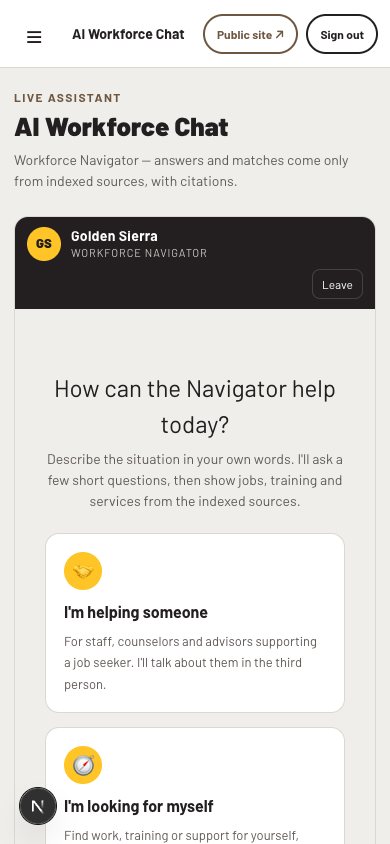 AI Workforce Chat
Public site ↗
Sign out
LIVE ASSISTANT
AI Workforce Chat
Workforce Navigator — answers and matches come only
from indexed sources, with citations.
GS
Golden Sierra
WORKFORCE NAVIGATOR
Leave
How can the Navigator help
today?
Describe the situation in your own words. I'll ask a
few short questions, then show jobs, training and
services from the indexed sources.
I'm helping someone
For staff, counselors and advisors supporting
a job seeker. I'll talk about them in the third
person.
N
I'm looking for myself
Find work, training or support for yourself,